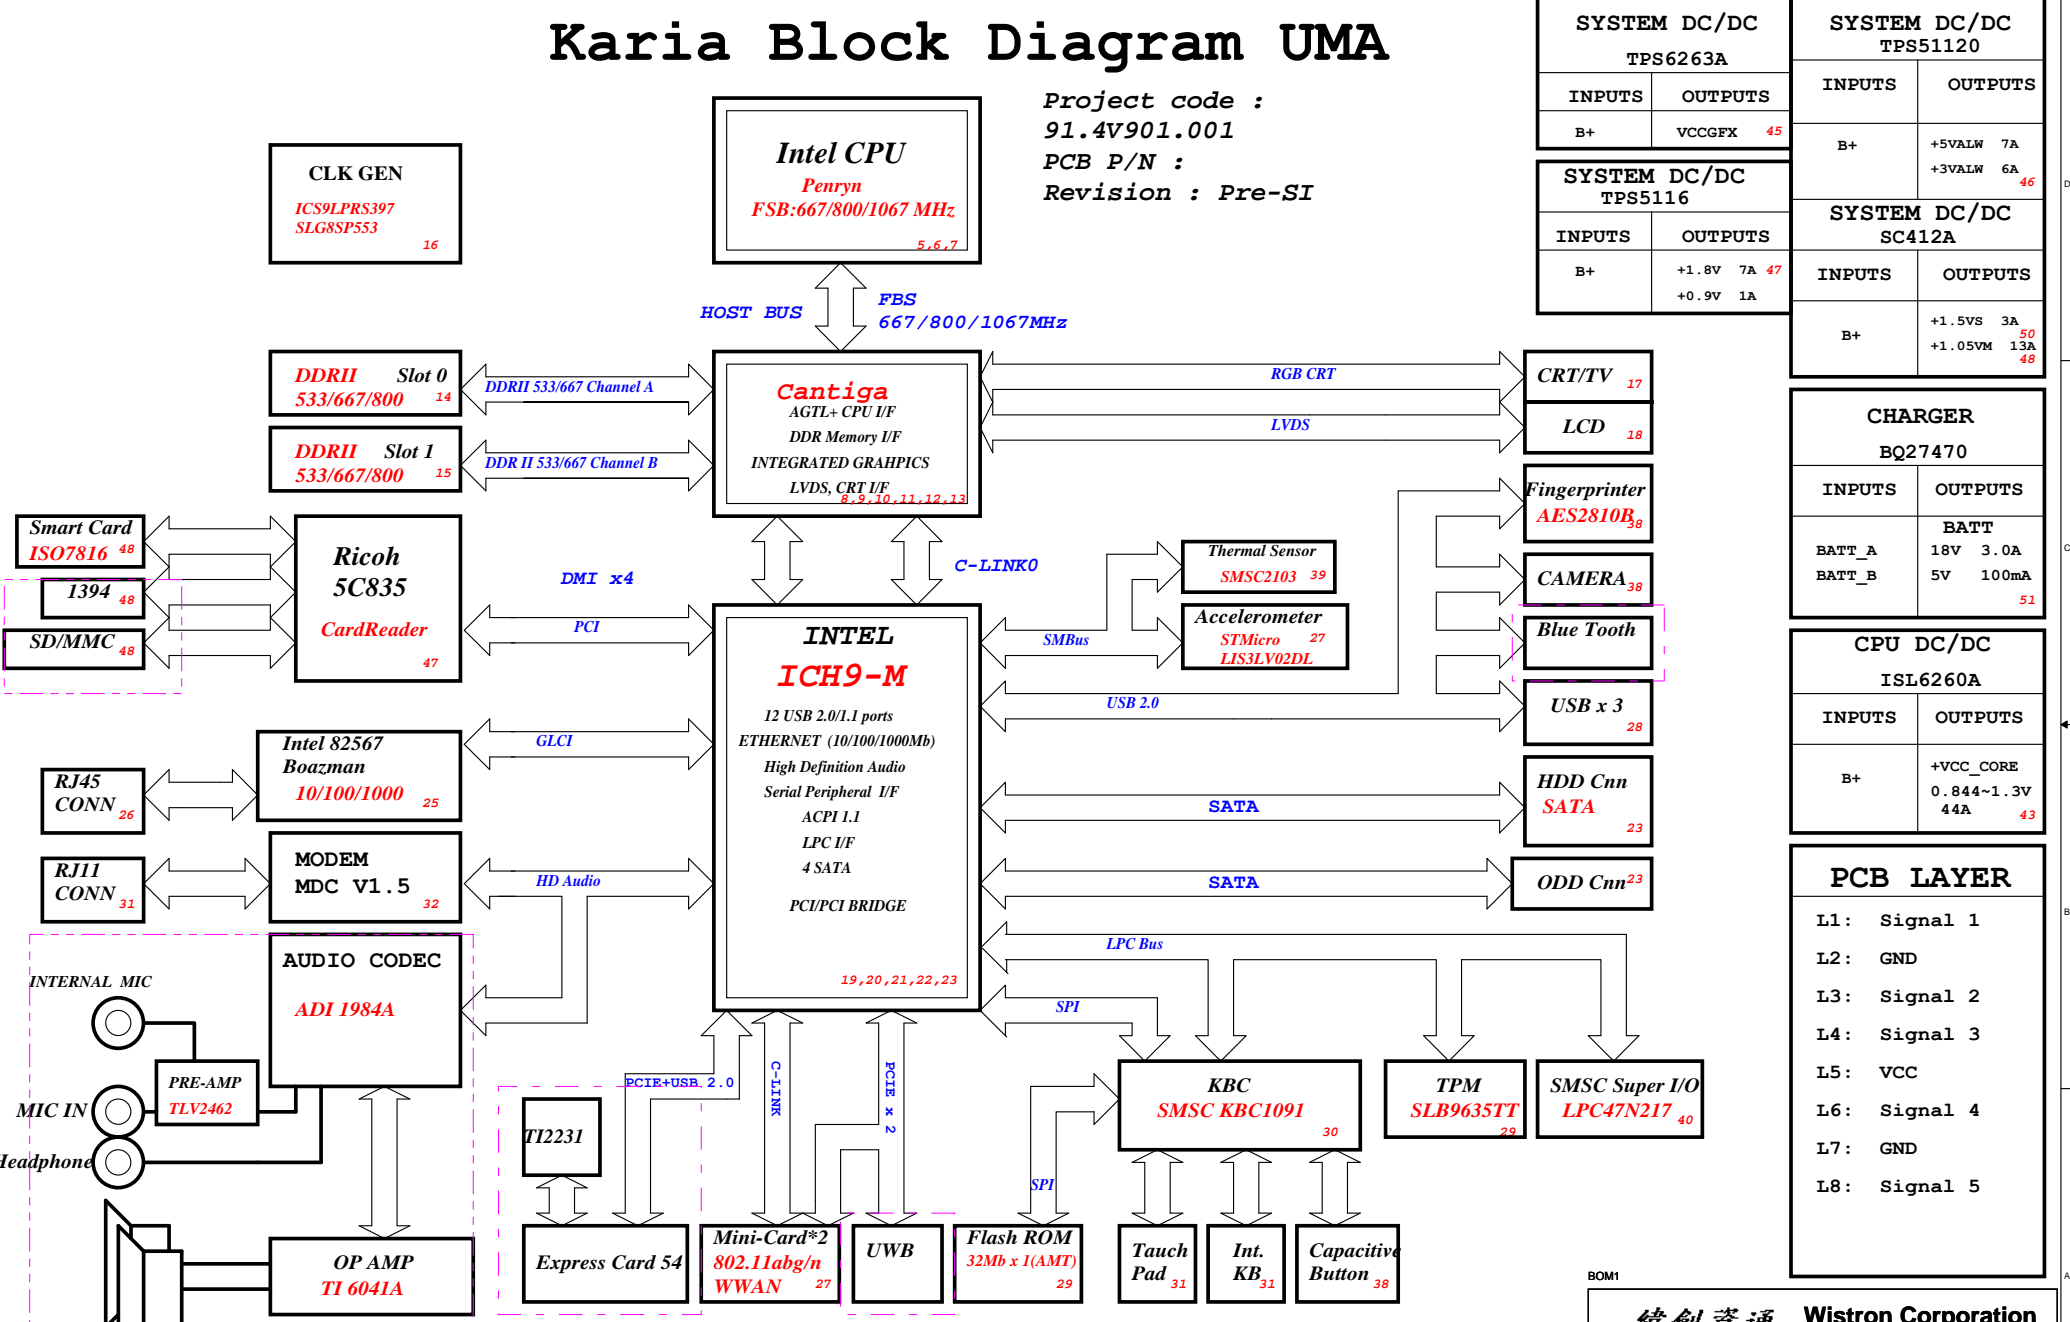 Karia Block Diagram UMA
Project code :
91.4V901.001
PCB P/N :
Revision : Pre-SI
CLK GEN
ICS9LPRS397
SLG8SP553
16
Intel CPU
Penryn
FSB:667/800/1067 MHz
5,6,7
HOST BUS
FBS
667/800/1067MHz
DDRII Slot 0
533/667/800 14
DDRII 533/667 Channel A
DDRII Slot 1
533/667/800 15
DDR II 533/667 Channel B
Cantiga
AGTL+ CPU I/F
DDR Memory I/F
INTEGRATED GRAHPICS
LVDS, CRT I/F
8,9,10,11,12,13
RGB CRT
CRT/TV 17
LVDS
LCD 18
Smart Card
ISO7816 48
1394 48
SD/MMC 48
Ricoh
5C835
CardReader
47
DMI x4
C-LINK0
PCI
Thermal Sensor
SMSC2103 39
Accelerometer
STMicro 27
LIS3LV02DL
SMBus
Fingerprinter
AES2810B 38
CAMERA 38
Blue Tooth
USB x 3
28
USB 2.0
INTEL
ICH9-M
12 USB 2.0/1.1 ports
ETHERNET (10/100/1000Mb)
High Definition Audio
Serial Peripheral I/F
ACPI 1.1
LPC I/F
4 SATA
PCI/PCI BRIDGE
19,20,21,22,23
GLCI
Intel 82567
Boazman
10/100/1000 25
RJ45
CONN 26
SATA
HDD Cnn
SATA
23
RJ11
CONN 31
MODEM
MDC V1.5
32
HD Audio
SATA
ODD Cnn 23
LPC Bus
SPI
AUDIO CODEC
ADI 1984A
INTERNAL MIC
PRE-AMP
TLV2462
MIC IN
Headphone
OP AMP
TI 6041A
PCIE+USB 2.0
C-LINK
PCIE x 2
TI2231
Express Card 54
Mini-Card*2
802.11abg/n
WWAN 27
UWB
SPI
Flash ROM
32Mb x 1(AMT)
29
KBC
SMSC KBC1091
30
TPM
SLB9635TT
29
SMSC Super I/O
LPC47N217 40
Tauch
Pad 31
Int.
KB 31
Capacitive
Button 38
SYSTEM DC/DC
TPS6263A
INPUTS OUTPUTS
B+ VCCGFX 45
SYSTEM DC/DC
TPS5116
INPUTS OUTPUTS
B+ +1.8V 7A 47
+0.9V 1A
SYSTEM DC/DC
TPS51120
INPUTS OUTPUTS
B+ +5VALW 7A
+3VALW 6A
46
SYSTEM DC/DC
SC412A
INPUTS OUTPUTS
B+ +1.5VS 3A
50
+1.05VM 13A
48
CHARGER
BQ27470
INPUTS OUTPUTS
BATT
BATT_A 18V 3.0A
BATT_B 5V 100mA
51
CPU DC/DC
ISL6260A
INPUTS OUTPUTS
B+ +VCC_CORE
0.844~1.3V
44A 43
PCB LAYER
L1: Signal 1
L2: GND
L3: Signal 2
L4: Signal 3
L5: VCC
L6: Signal 4
L7: GND
L8: Signal 5
D
C
B
A
BOM1
緯創資通 Wistron Corporation